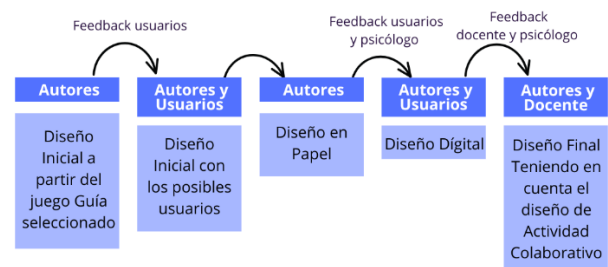 Feedback usuarios
Feedback usuarios
y psicólogo
Feedback
docente y psicólogo
Autores
Diseño
Inicial a
partir del
juego Guía
seleccionado
Autores y
Usuarios
Diseño
Inicial con
los posibles
usuarios
Autores
Diseño en
Papel
Autores y
Usuarios
Diseño Dígital
Autores y
Docente
Diseño Final
Teniendo en
cuenta el
diseño de
Actividad
Colaborativo